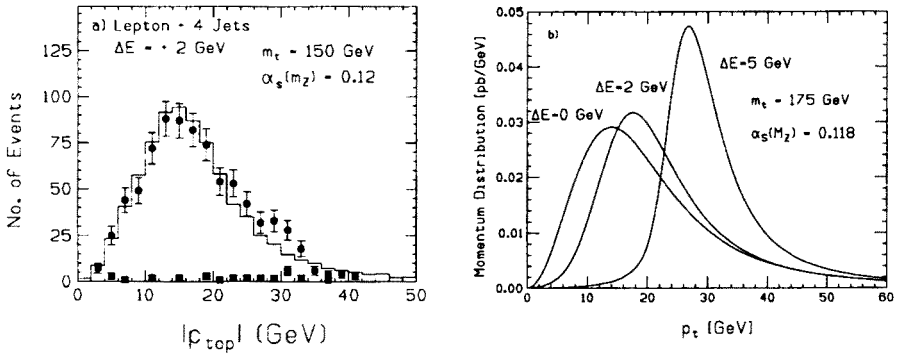 a) Lepton + 4 Jets
ΔE = + 2 GeV
m_t = 150 GeV
α_s(m_Z) = 0.12
No. of Events
125
100
75
50
25
0
0 10 20 30 40 50
|p_top| (GeV)
b)
ΔE=5 GeV
ΔE=2 GeV
ΔE=0 GeV
m_t = 175 GeV
α_S(M_Z) = 0.118
Momentum Distribution [pb/GeV]
0.05
0.04
0.03
0.02
0.01
0.00
0 10 20 30 40 50 60
p_t [GeV]